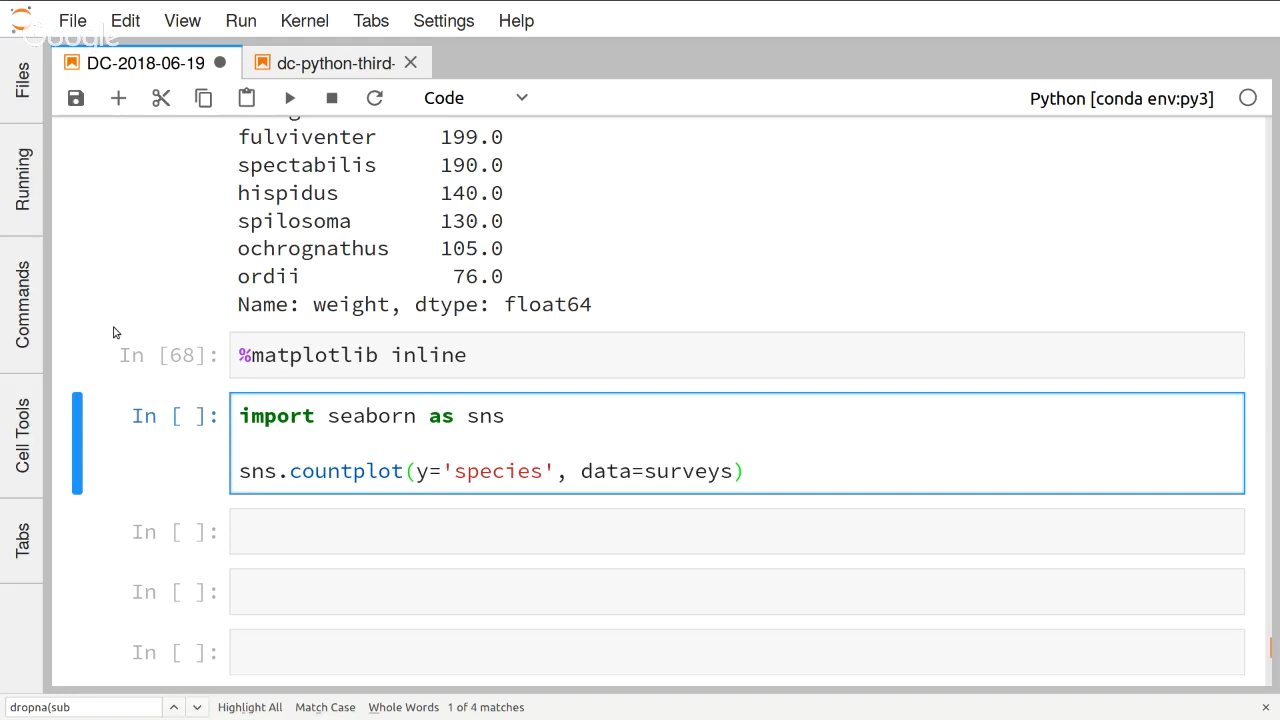 File Edit View Run Kernel Tabs Settings Help
Google
DC-2018-06-19 dc-python-third-
Code Python [conda env:py3]
Files
Running
Commands
Cell Tools
Tabs
fulviventer 199.0
spectabilis 190.0
hispidus 140.0
spilosoma 130.0
ochrognathus 105.0
ordii 76.0
Name: weight, dtype: float64
In [68]: %matplotlib inline
In [ ]: import seaborn as sns
sns.countplot(y='species', data=surveys)
In [ ]:
In [ ]:
In [ ]:
dropna(sub Highlight All Match Case Whole Words 1 of 4 matches